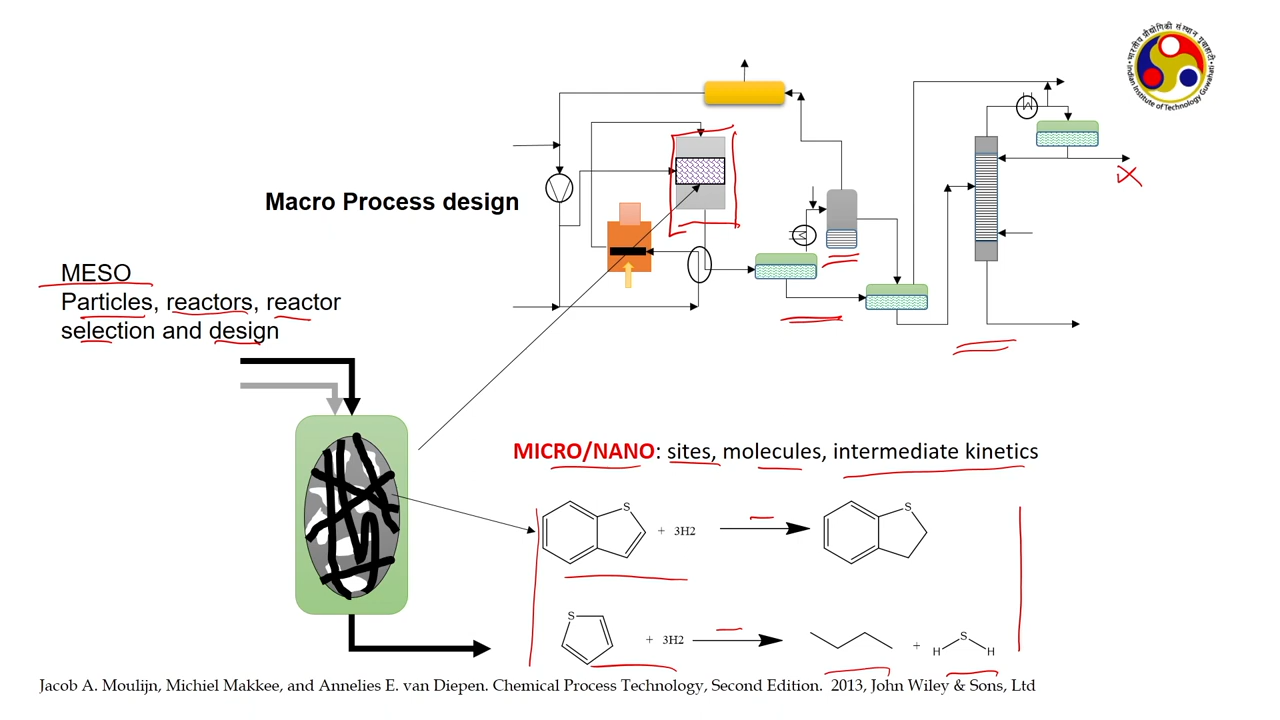 भारतीय प्रौद्योगिकी संस्थान गुवाहाटी
Indian Institute of Technology Guwahati
Macro Process design
MESO
Particles, reactors, reactor
selection and design
MICRO/NANO: sites, molecules, intermediate kinetics
S
+ 3H2
S
S
+ 3H2
+
H
S
H
Jacob A. Moulijn, Michiel Makkee, and Annelies E. van Diepen. Chemical Process Technology, Second Edition. 2013, John Wiley & Sons, Ltd